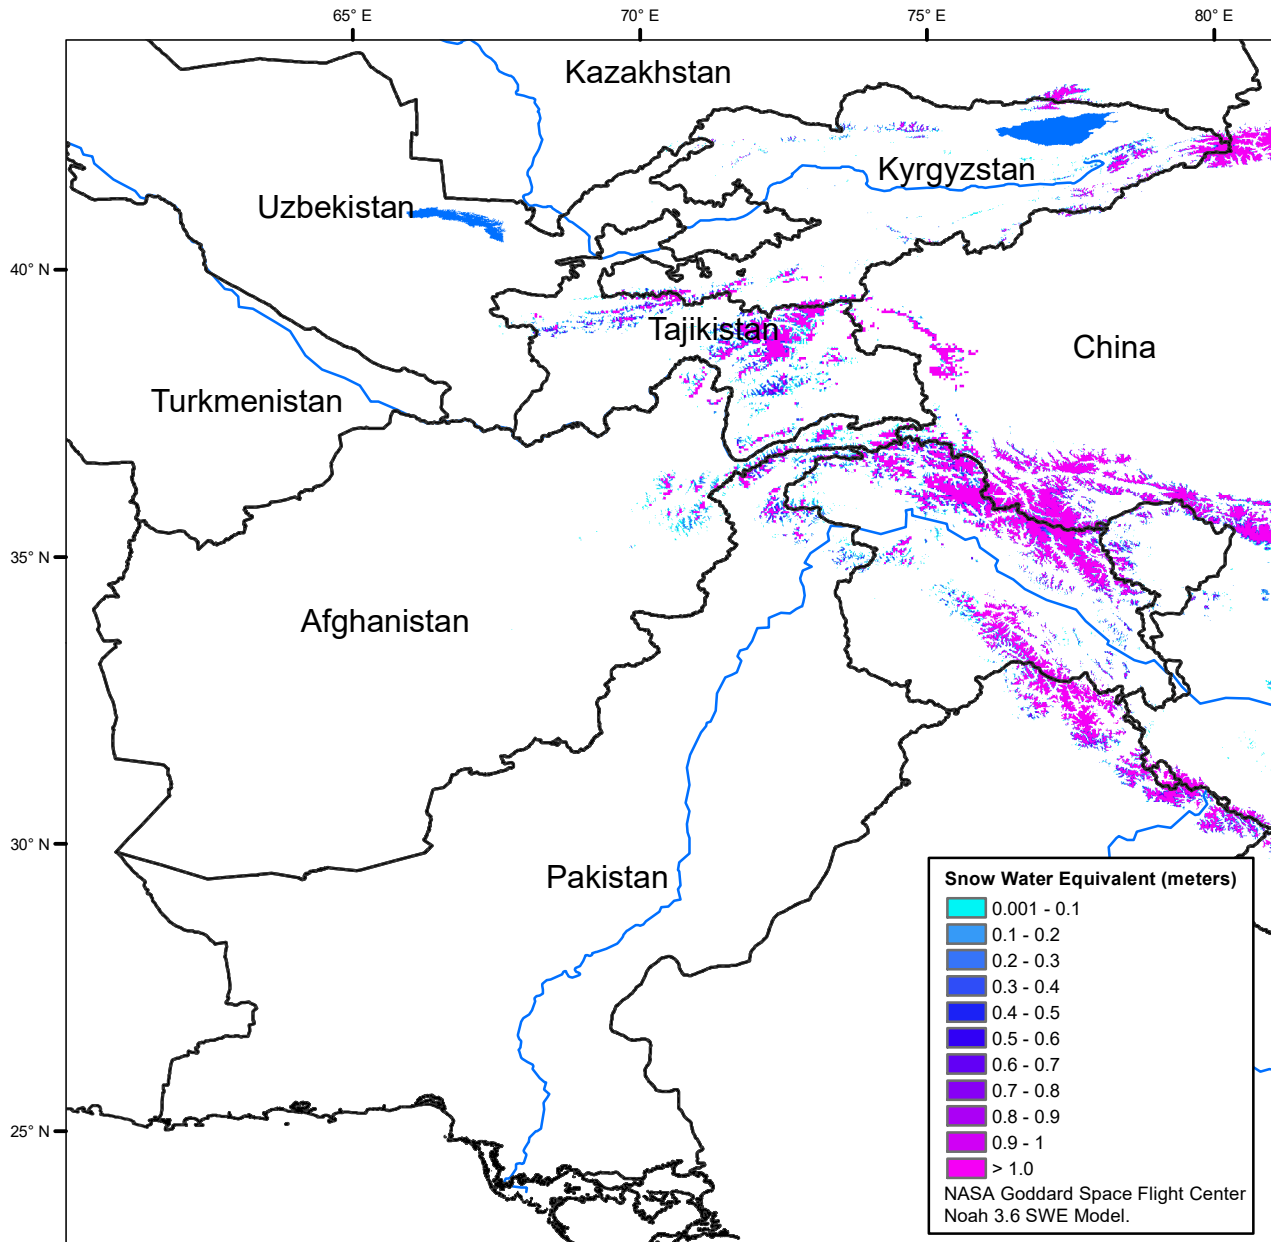 65° E
70° E
75° E
80° E
Kazakhstan
Kyrgyzstan
Uzbekistan
40° N
Tajikistan
China
Turkmenistan
35° N
Afghanistan
30° N
Pakistan
25° N
Snow Water Equivalent (meters)
0.001 - 0.1
0.1 - 0.2
0.2 - 0.3
0.3 - 0.4
0.4 - 0.5
0.5 - 0.6
0.6 - 0.7
0.7 - 0.8
0.8 - 0.9
0.9 - 1
> 1.0
NASA Goddard Space Flight Center
Noah 3.6 SWE Model.